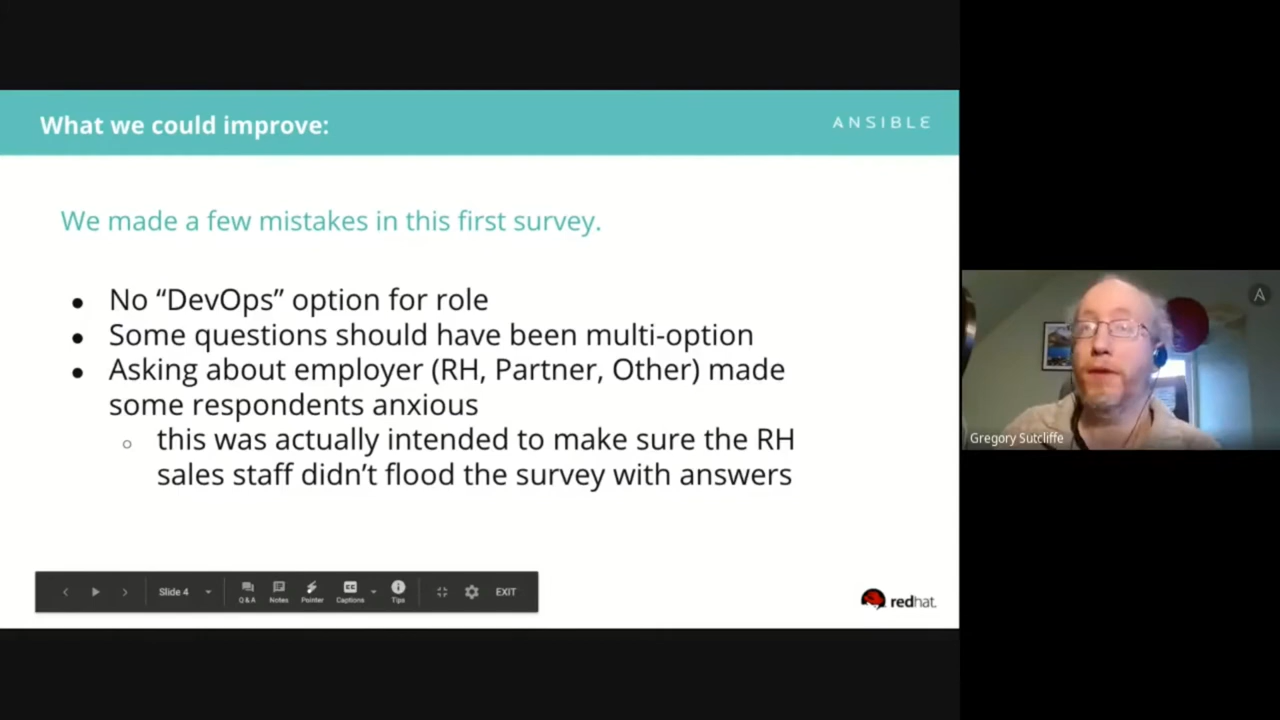 What we could improve:
ANSIBLE
We made a few mistakes in this first survey.
● No “DevOps” option for role
● Some questions should have been multi-option
● Asking about employer (RH, Partner, Other) made
some respondents anxious
○ this was actually intended to make sure the RH
sales staff didn’t flood the survey with answers
Slide 4
Q&A
Notes
Pointer
CC
Captions
Tips
EXIT
redhat.
A
Gregory Sutcliffe